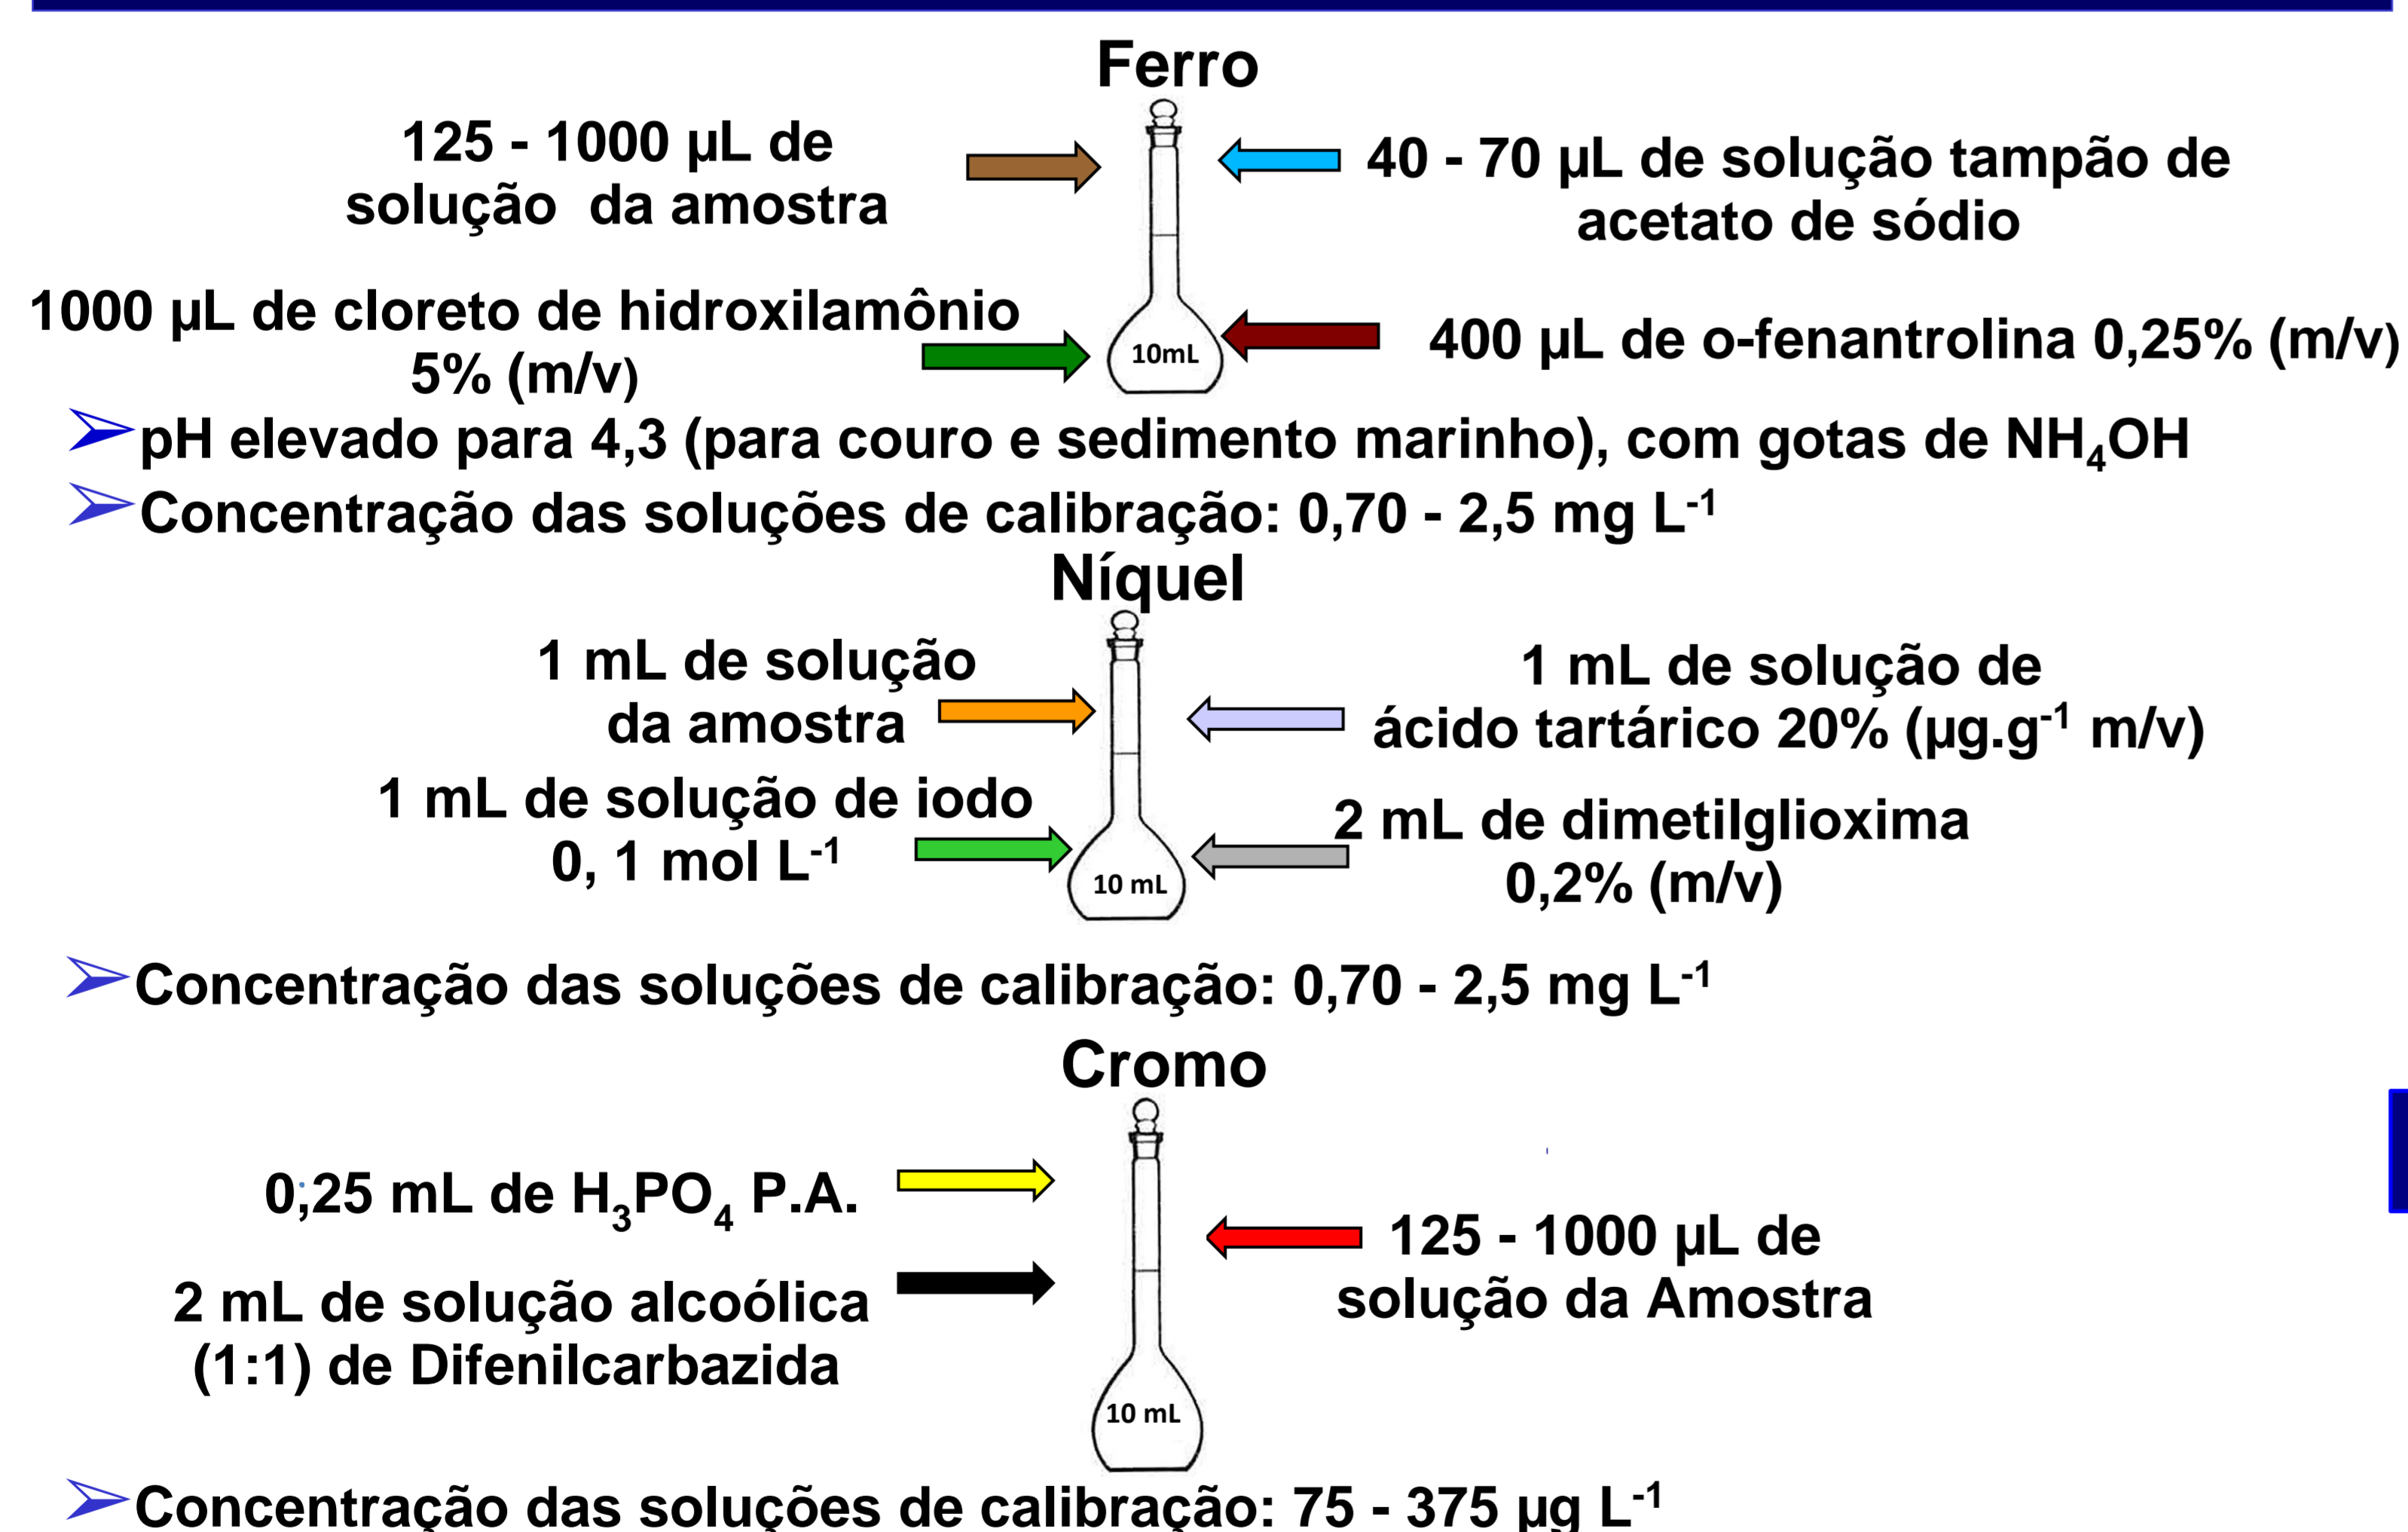 Ferro
125 - 1000 µL de
solução da amostra
40 - 70 µL de solução tampão de
acetato de sódio
1000 µL de cloreto de hidroxilamônio
5% (m/v)
10mL
400 µL de o-fenantrolina 0,25% (m/v)
pH elevado para 4,3 (para couro e sedimento marinho), com gotas de NH₄OH
Concentração das soluções de calibração: 0,70 - 2,5 mg L⁻¹
Níquel
1 mL de solução
da amostra
1 mL de solução de
ácido tartárico 20% (µg.g⁻¹ m/v)
1 mL de solução de iodo
0, 1 mol L⁻¹
10 mL
2 mL de dimetilglioxima
0,2% (m/v)
Concentração das soluções de calibração: 0,70 - 2,5 mg L⁻¹
Cromo
0,25 mL de H₃PO₄ P.A.
2 mL de solução alcoólica
(1:1) de Difenilcarbazida
125 - 1000 µL de
solução da Amostra
10 mL
Concentração das soluções de calibração: 75 - 375 µg L⁻¹